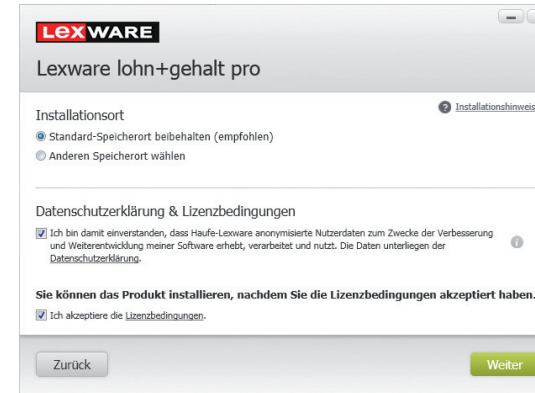 LEXWARE
Lexware lohn+gehalt pro
Installationsort
Installationshinweis
Standard-Speicherort beibehalten (empfohlen)
Anderen Speicherort wählen
Datenschutzerklärung & Lizenzbedingungen
Ich bin damit einverstanden, dass Haufe-Lexware anonymisierte Nutzerdaten zum Zwecke der Verbesserung
und Weiterentwicklung meiner Software erhebt, verarbeitet und nutzt. Die Daten unterliegen der
Datenschutzerklärung.
Sie können das Produkt installieren, nachdem Sie die Lizenzbedingungen akzeptiert haben.
Ich akzeptiere die Lizenzbedingungen.
Zurück
Weiter